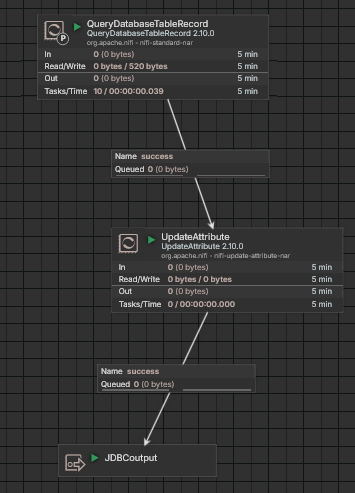 QueryDatabaseTableRecord
QueryDatabaseTableRecord 2.10.0
org.apache.nifi - nifi-standard-nar
P
In 0 (0 bytes) 5 min
Read/Write 0 bytes / 520 bytes 5 min
Out 0 (0 bytes) 5 min
Tasks/Time 10 / 00:00:00.039 5 min
Name success
Queued 0 (0 bytes)
UpdateAttribute
UpdateAttribute 2.10.0
org.apache.nifi - nifi-update-attribute-nar
In 0 (0 bytes) 5 min
Read/Write 0 bytes / 0 bytes 5 min
Out 0 (0 bytes) 5 min
Tasks/Time 0 / 00:00:00.000 5 min
Name success
Queued 0 (0 bytes)
JDBCoutput